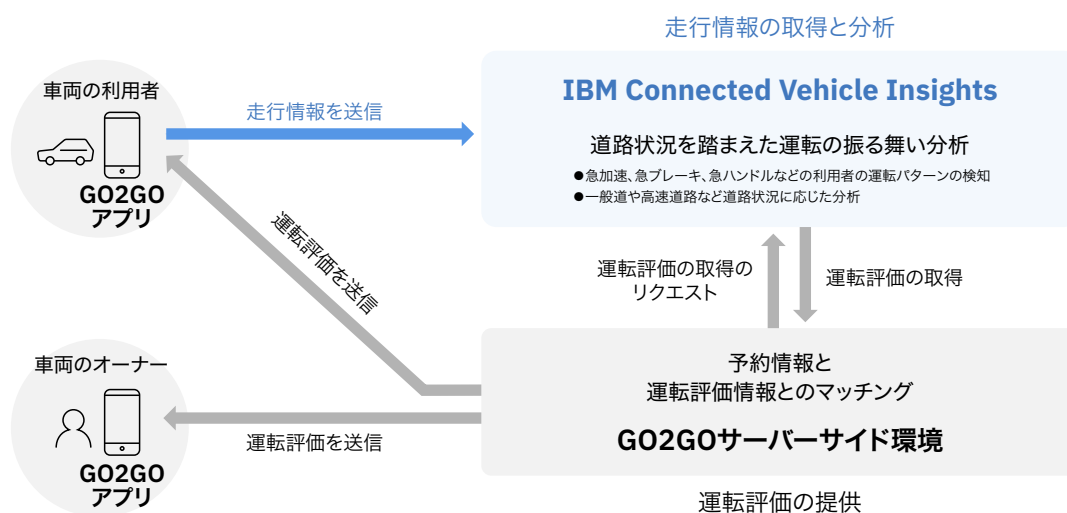 走行情報の取得と分析
車両の利用者
GO2GO
アプリ
走行情報を送信
IBM Connected Vehicle Insights
道路状況を踏まえた運転の振る舞い分析
●急加速、急ブレーキ、急ハンドルなどの利用者の運転パターンの検知
●一般道や高速道路など道路状況に応じた分析
運転評価を送信
運転評価の取得の
リクエスト
運転評価の取得
車両のオーナー
GO2GO
アプリ
運転評価を送信
予約情報と
運転評価情報とのマッチング
GO2GOサーバーサイド環境
運転評価の提供